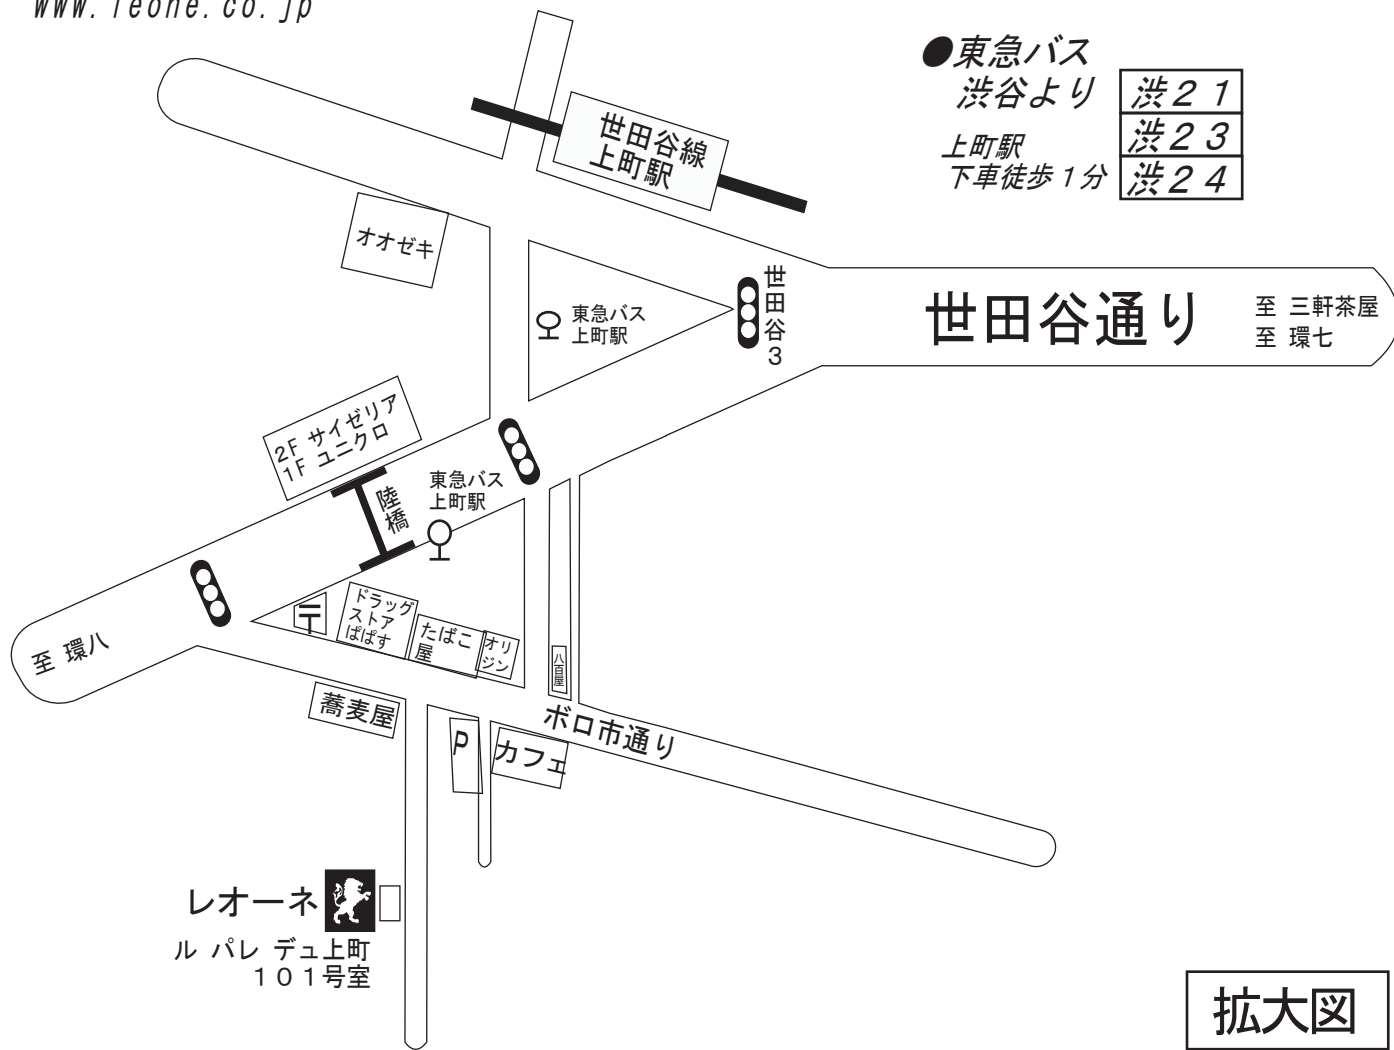 www.leone.co.jp
●東急バス
渋谷より
渋２１
渋２３
渋２４
上町駅
下車徒歩１分
世田谷線
上町駅
オオゼキ
東急バス
上町駅
世田谷３
世田谷通り
至 三軒茶屋
至 環七
2F サイゼリア
1F ユニクロ
陸橋
東急バス
上町駅
至 環八
〒
ドラッグ
ストア
ぱぱす
たばこ
屋
オリ
ジン
八百屋
蕎麦屋
P
カフェ
ボロ市通り
レオーネ
ル パレ デュ上町
１０１号室
拡大図